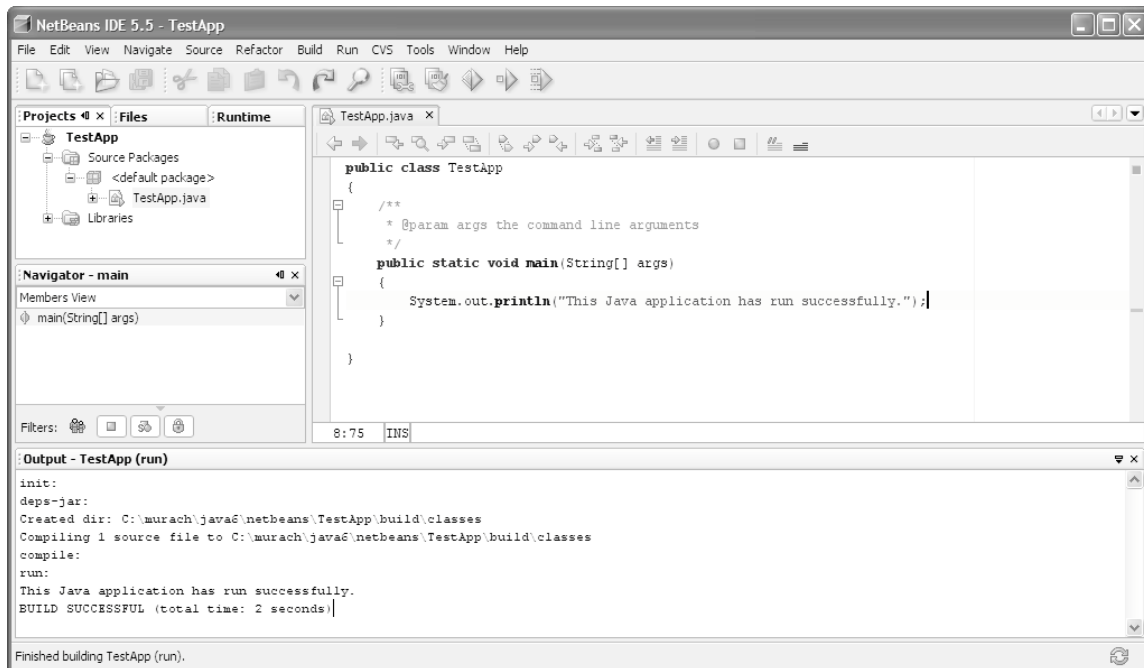 NetBeans IDE 5.5 - TestApp
File Edit View Navigate Source Refactor Build Run CVS Tools Window Help
Projects Files Runtime
TestApp
Source Packages
<default package>
TestApp.java
Libraries
Navigator - main
Members View
main(String[] args)
Filters:
TestApp.java
public class TestApp
{
/**
* @param args the command line arguments
*/
public static void main(String[] args)
{
System.out.println("This Java application has run successfully.");
}
}
8:75 INS
Output - TestApp (run)
init:
deps-jar:
Created dir: C:\murach\java6\netbeans\TestApp\build\classes
Compiling 1 source file to C:\murach\java6\netbeans\TestApp\build\classes
compile:
run:
This Java application has run successfully.
BUILD SUCCESSFUL (total time: 2 seconds)
Finished building TestApp (run).